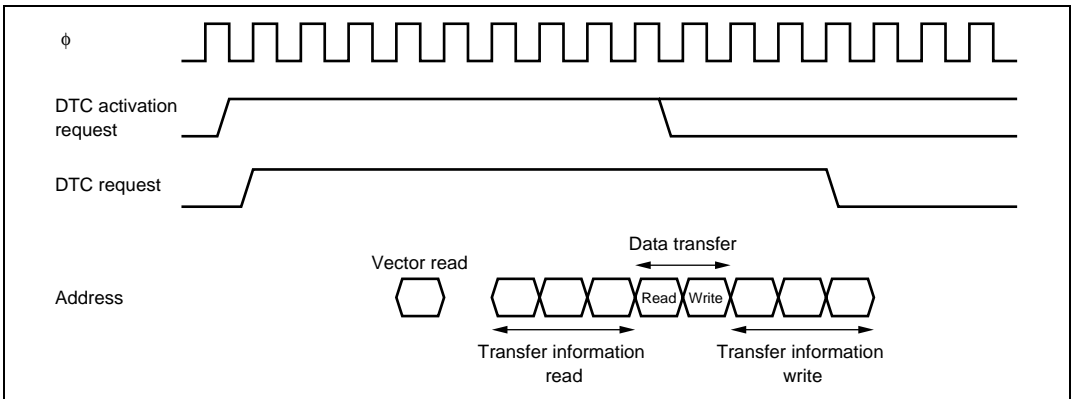 ϕ
DTC activation
request
DTC request
Data transfer
Vector read
Address
Read Write
Transfer information
read
Transfer information
write